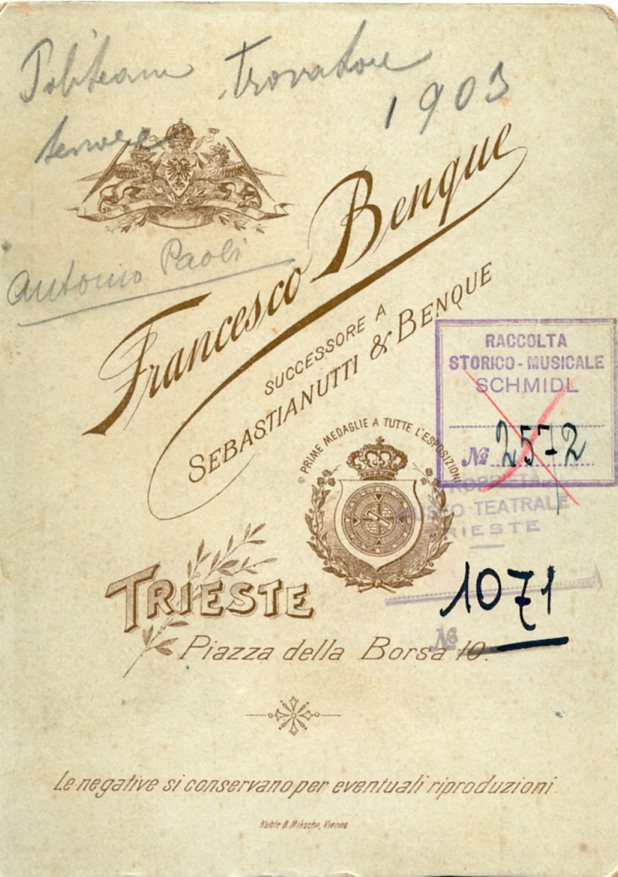 Politeama Trovatore
1903
Antonio Paoli
Francesco Benque
SUCCESSORE A
SEBASTIANUTTI & BENQUE
RACCOLTA
STORICO-MUSICALE
SCHMIDL
No 2572
PRIME MEDAGLIE A TUTTE L'ESPOSIZIONI
MUSEO TEATRALE
TRIESTE
1071
No
TRIESTE
Piazza della Borsa 10.
Le negative si conservano per eventuali riproduzioni